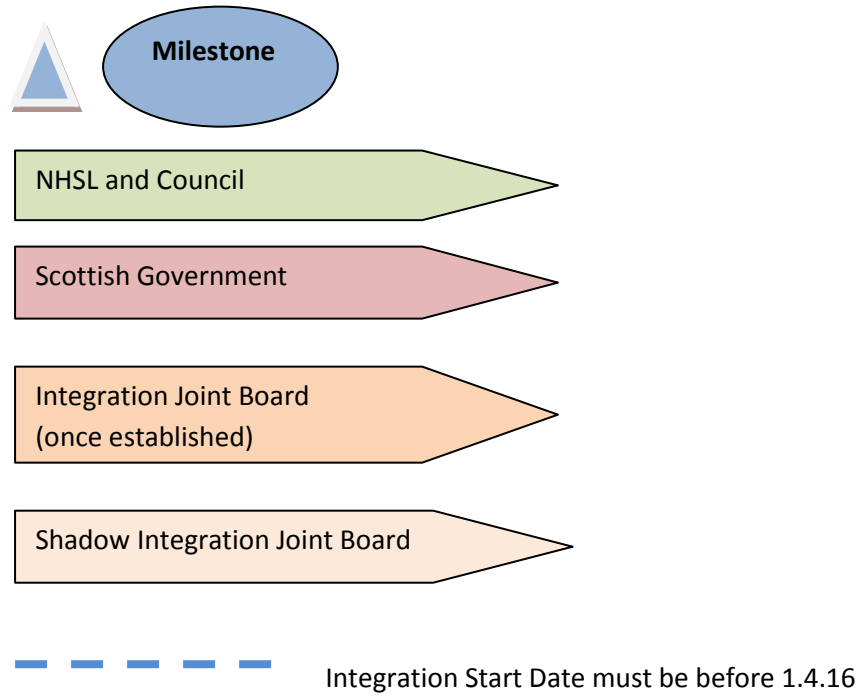 Milestone
NHSL and Council
Scottish Government
Integration Joint Board
(once established)
Shadow Integration Joint Board
Integration Start Date must be before 1.4.16